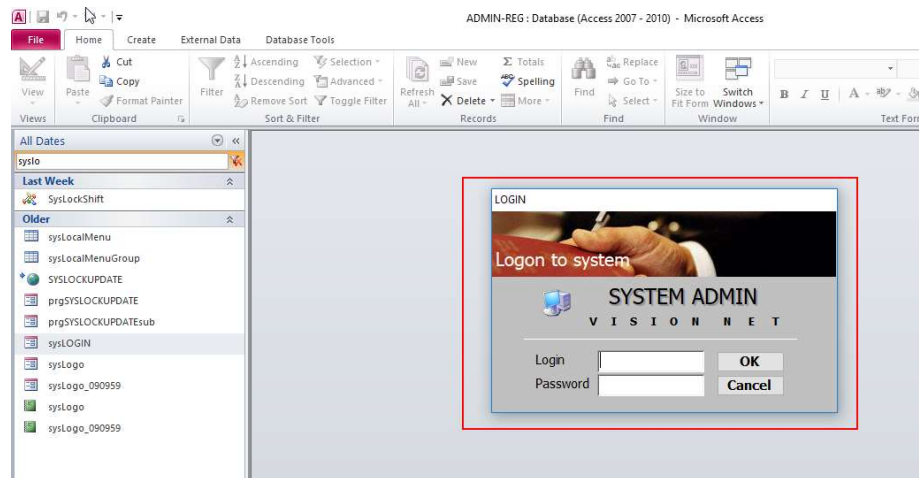 ADMIN-REG : Database (Access 2007 - 2010) - Microsoft Access
File Home Create External Data Database Tools
View
Views
Paste
Cut
Copy
Format Painter
Clipboard
Filter
Ascending
Descending
Remove Sort
Selection
Advanced
Toggle Filter
Sort & Filter
Refresh
All
New
Save
Delete
Totals
Spelling
More
Records
Find
Replace
Go To
Select
Find
Size to
Fit Form
Switch
Windows
Window
B I U A
Text Form
All Dates
syslo
Last Week
SysLockShift
Older
sysLocalMenu
sysLocalMenuGroup
SYSLOCKUPDATE
prgSYSLOCKUPDATE
prgSYSLOCKUPDATEsub
sysLOGIN
sysLogo
sysLogo_090959
sysLogo
sysLogo_090959
LOGIN
Logon to system
SYSTEM ADMIN
VISION NET
Login
OK
Password
Cancel